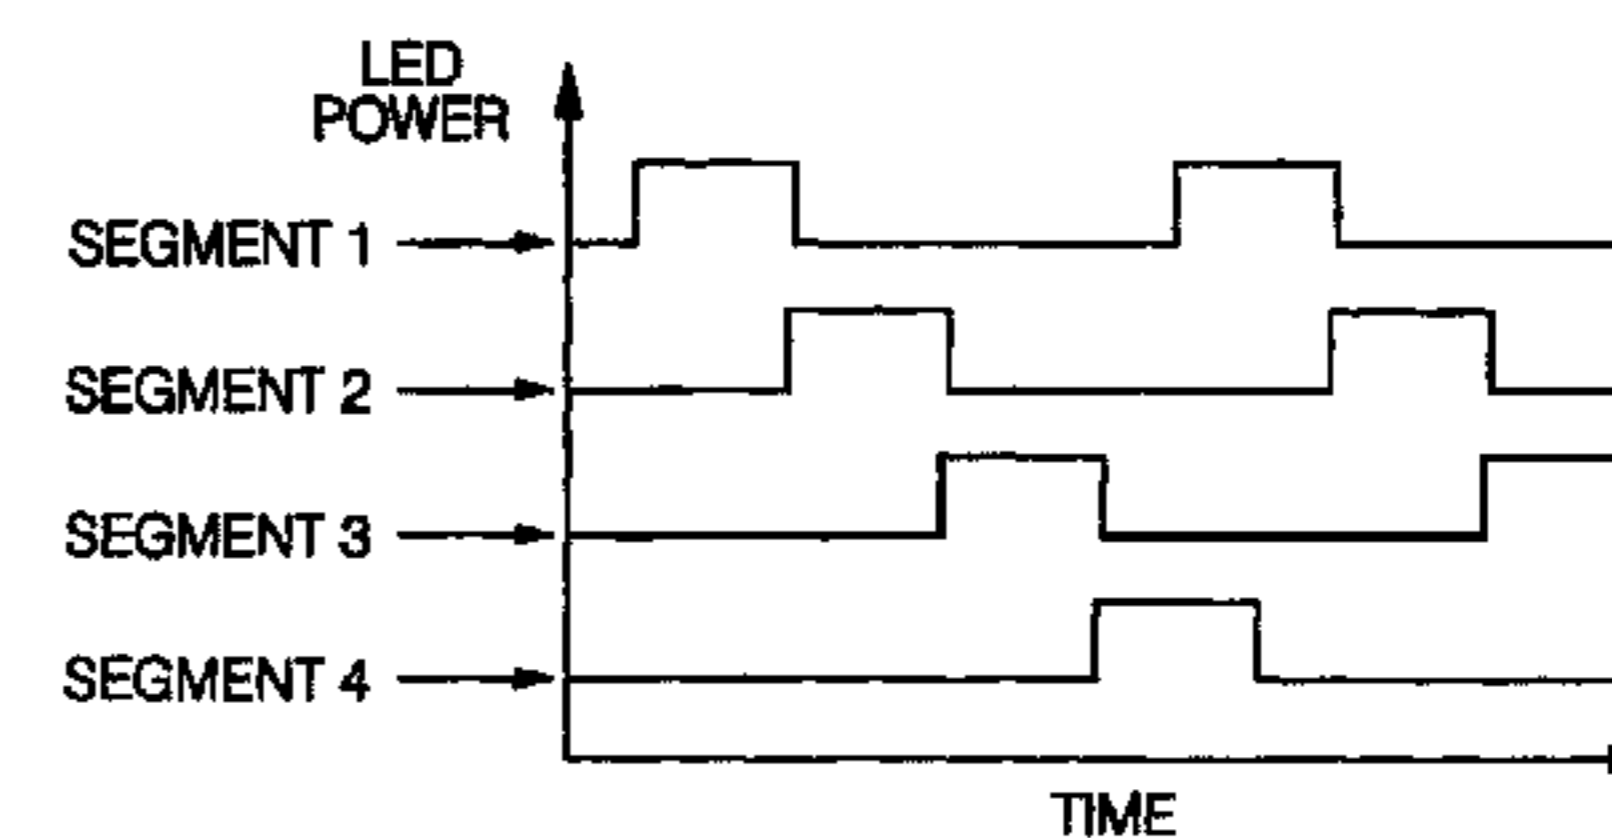 LED
POWER
SEGMENT 1
SEGMENT 2
SEGMENT 3
SEGMENT 4
TIME